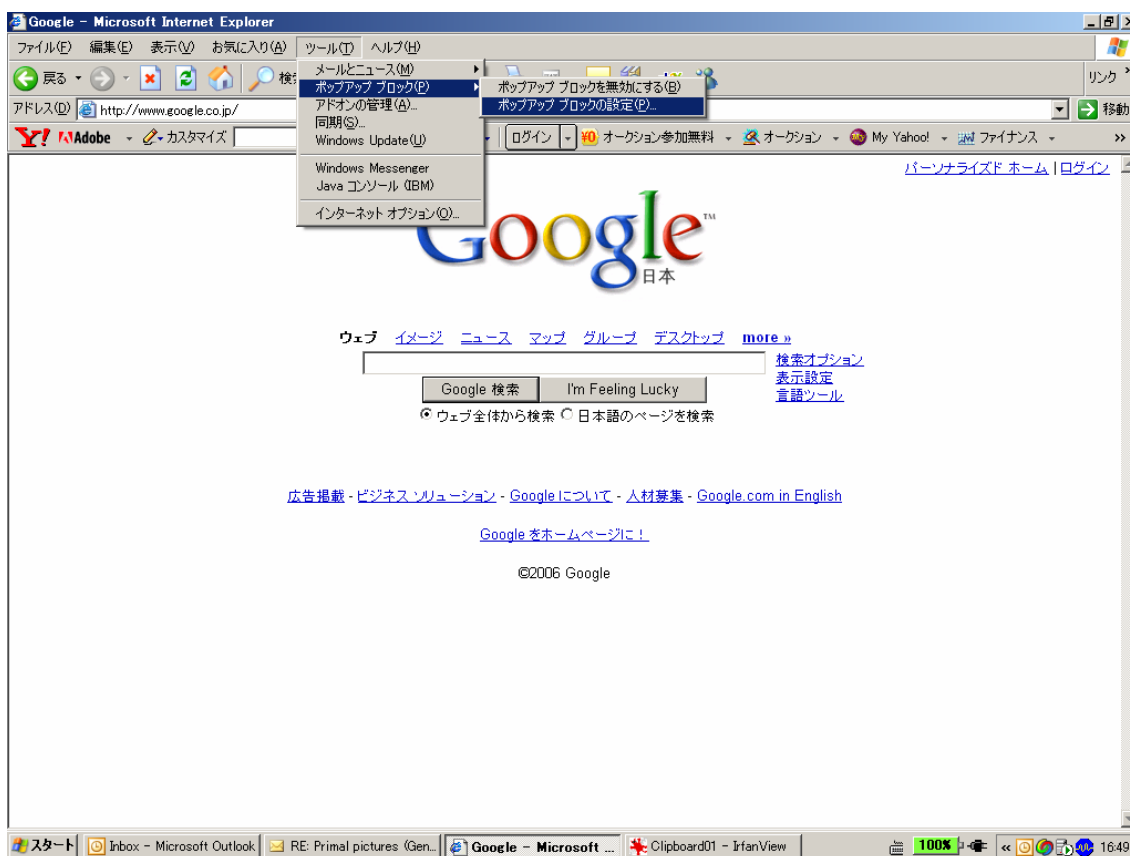 Google - Microsoft Internet Explorer
ファイル(F) 編集(E) 表示(V) お気に入り(A) ツール(T) ヘルプ(H)
戻る 検 リンク
メールとニュース(M)
ポップアップ ブロック(P)
アドオンの管理(A)...
同期(S)...
Windows Update(U)
Windows Messenger
Java コンソール (IBM)
インターネット オプション(O)...
ポップアップ ブロックを無効にする(B)
ポップアップ ブロックの設定(P)...
アドレス(D) http://www.google.co.jp/ 移動
Y! Adobe カスタマイズ ログイン ¥0 オークション参加無料 オークション My Yahoo! ファイナンス »
パーソナライズド ホーム | ログイン
Google TM
日本
ウェブ イメージ ニュース マップ グループ デスクトップ more »
検索オプション
表示設定
言語ツール
Google 検索 I'm Feeling Lucky
ウェブ全体から検索 日本語のページを検索
広告掲載 - ビジネス ソリューション - Google について - 人材募集 - Google.com in English
Google をホームページに!
©2006 Google
スタート Inbox - Microsoft Outlook RE: Primal pictures (Gen... Google - Microsoft ... Clipboard01 - IrfanView 100% « 16:49